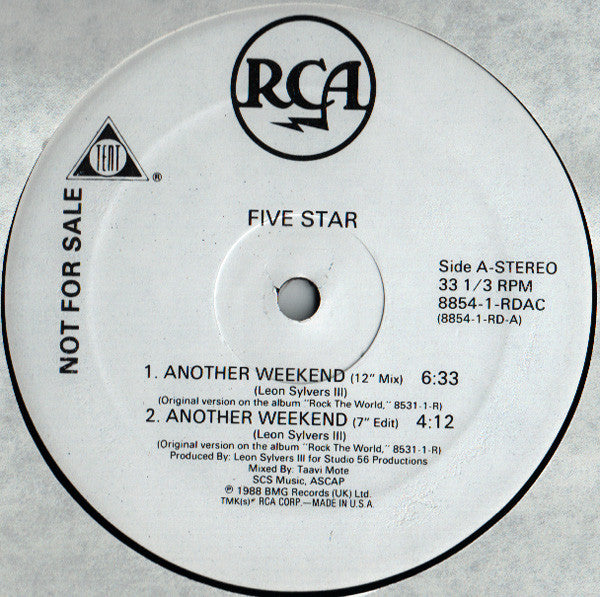 RCA
TENT
®
NOT FOR SALE
FIVE STAR
Side A-STEREO
33 1/3 RPM
8854-1-RDAC
(8854-1-RD-A)
1. ANOTHER WEEKEND (12" Mix) 6:33
(Leon Sylvers III)
(Original version on the album "Rock The World," 8531-1-R)
2. ANOTHER WEEKEND (7" Edit) 4:12
(Leon Sylvers III)
(Original version on the album "Rock The World," 8531-1-R)
Produced By: Leon Sylvers III for Studio 56 Productions
Mixed By: Taavi Mote
SCS Music, ASCAP
℗ 1988 BMG Records (UK) Ltd.
TMK(s)® RCA CORP.—MADE IN U.S.A.